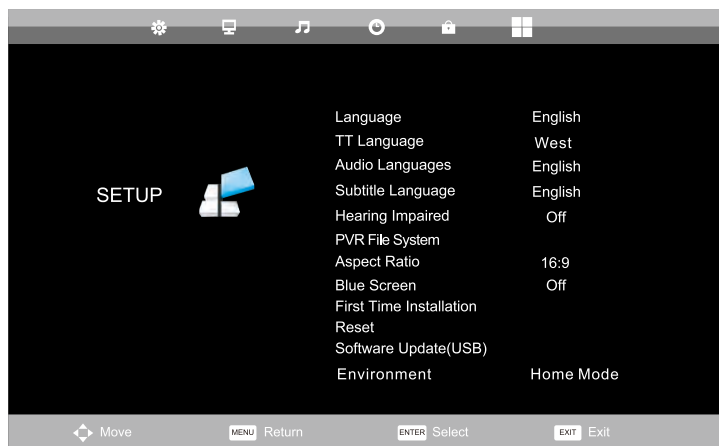 Language English
TT Language West
Audio Languages English
SETUP
Subtitle Language English
Hearing Impaired Off
PVR File System
Aspect Ratio 16:9
Blue Screen Off
First Time Installation
Reset
Software Update(USB)
Environment Home Mode
Move MENU Return ENTER Select EXIT Exit